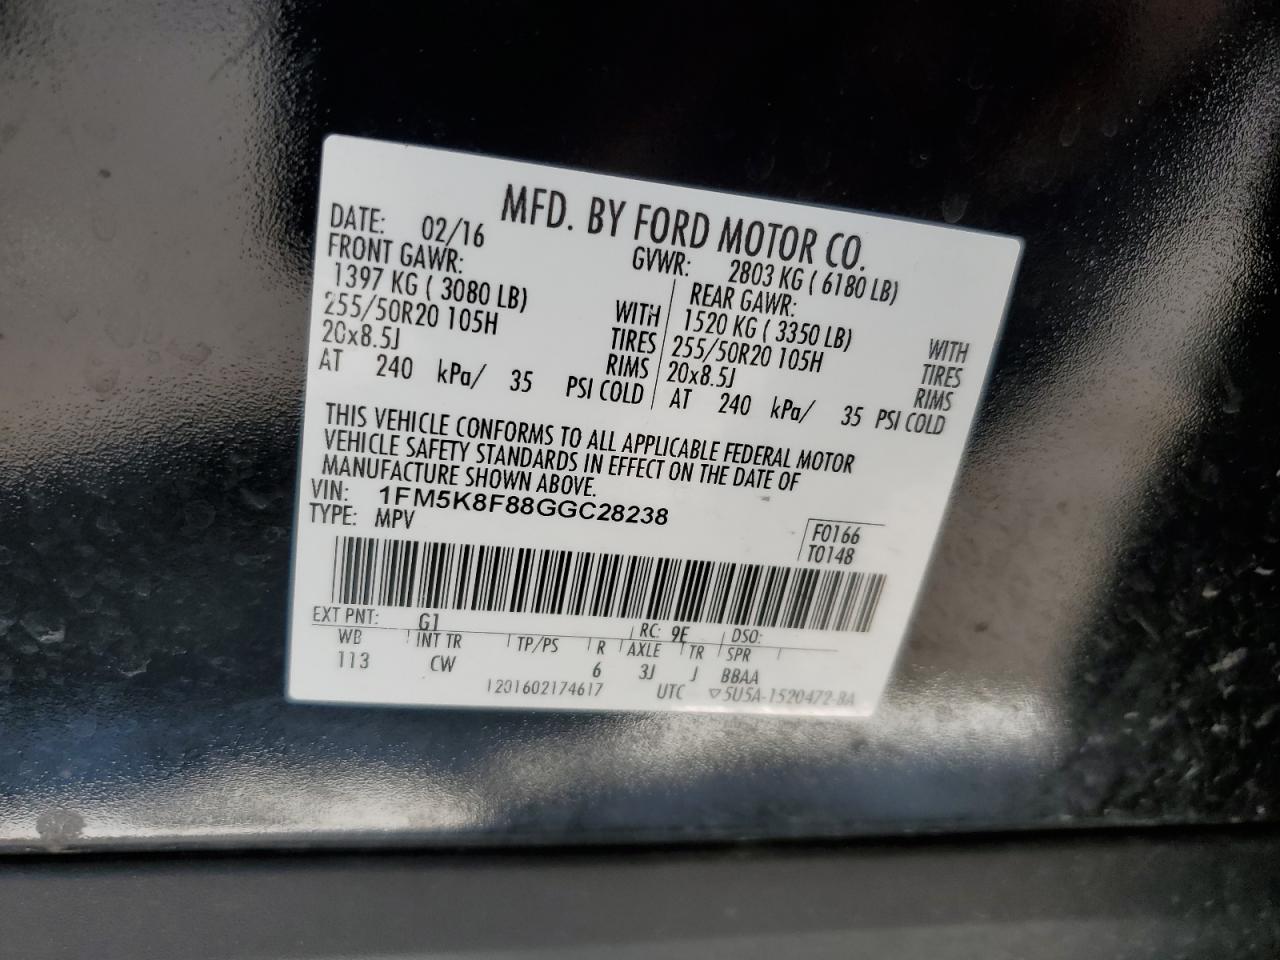 MFD. BY FORD MOTOR CO.
DATE: 02/16 GVWR: 2803 KG ( 6180 LB)
FRONT GAWR: REAR GAWR:
1397 KG ( 3080 LB) WITH 1520 KG ( 3350 LB) WITH
255/50R20 105H TIRES 255/50R20 105H TIRES
20x8.5J RIMS 20x8.5J RIMS
AT 240 kPa/ 35 PSI COLD AT 240 kPa/ 35 PSI COLD
THIS VEHICLE CONFORMS TO ALL APPLICABLE FEDERAL MOTOR
VEHICLE SAFETY STANDARDS IN EFFECT ON THE DATE OF
MANUFACTURE SHOWN ABOVE.
VIN: 1FM5K8F88GGC28238
TYPE: MPV F0166
T0148
EXT PNT: G1 RC: 9E DSO:
WB INT TR TP/PS R AXLE TR SPR
113 CW 6 3J J BBAA
1201602174617 UTC ▽5U5A-1520472-BA